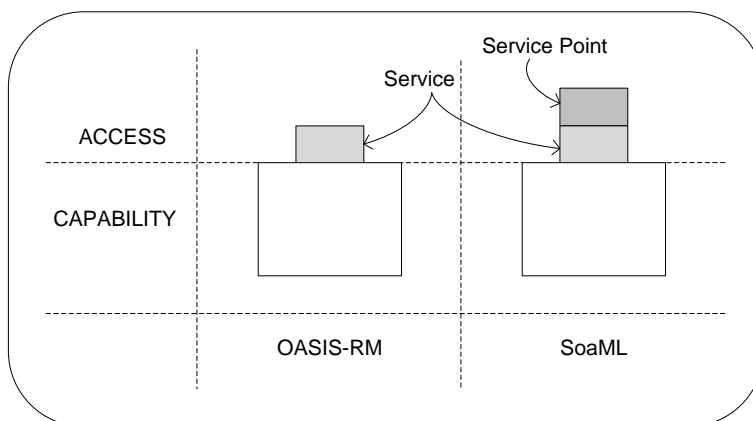 Service Point
Service
ACCESS
CAPABILITY
OASIS-RM
SoaML